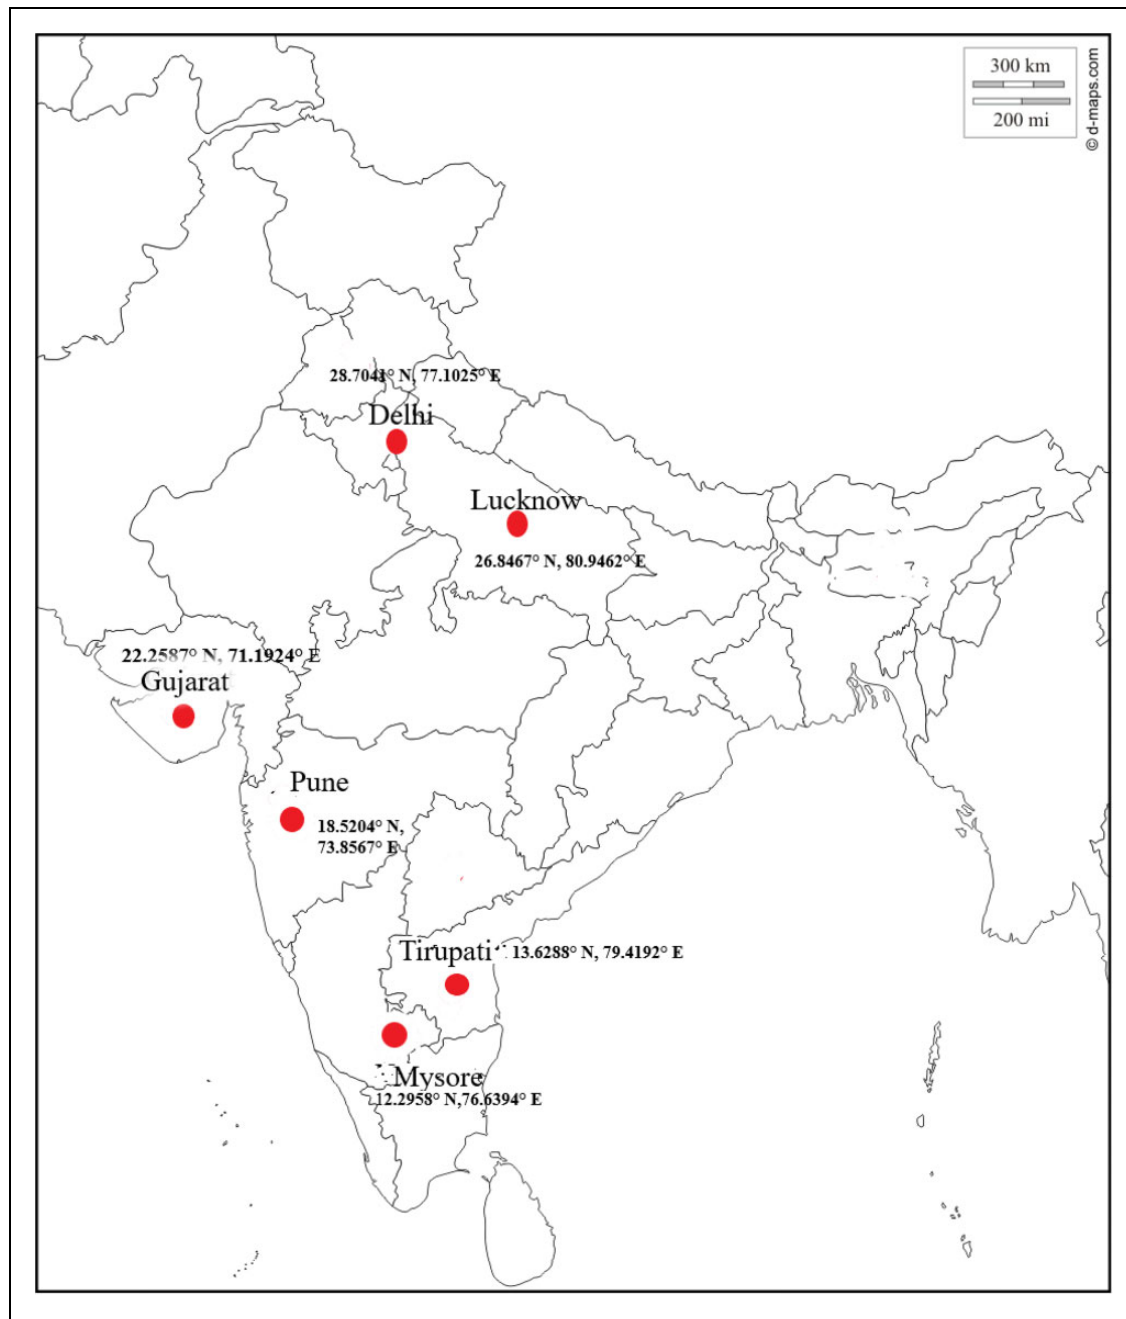 300 km
200 mi
© d-maps.com
28.7041° N, 77.1025° E
Delhi
Lucknow
26.8467° N, 80.9462° E
22.2587° N, 71.1924° E
Gujarat
Pune
18.5204° N,
73.8567° E
Tirupati
13.6288° N, 79.4192° E
Mysore
12.2958° N,76.6394° E